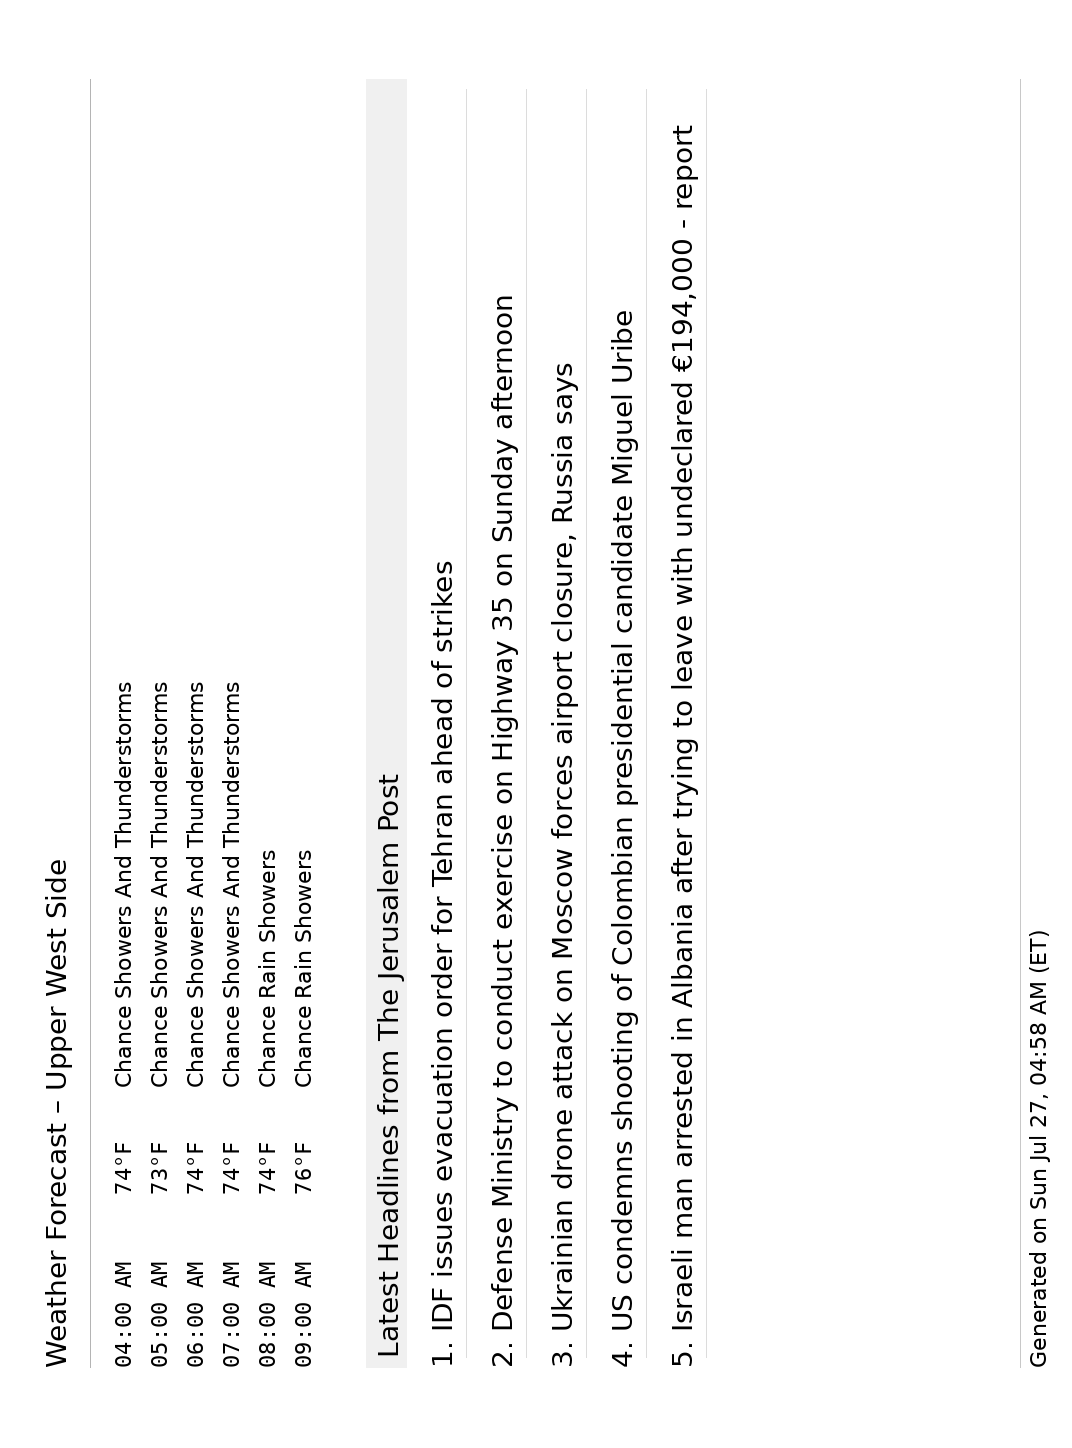 Weather Forecast – Upper West Side
04:00 AM 74°F Chance Showers And Thunderstorms
05:00 AM 73°F Chance Showers And Thunderstorms
06:00 AM 74°F Chance Showers And Thunderstorms
07:00 AM 74°F Chance Showers And Thunderstorms
08:00 AM 74°F Chance Rain Showers
09:00 AM 76°F Chance Rain Showers
Latest Headlines from The Jerusalem Post
1. IDF issues evacuation order for Tehran ahead of strikes
2. Defense Ministry to conduct exercise on Highway 35 on Sunday afternoon
3. Ukrainian drone attack on Moscow forces airport closure, Russia says
4. US condemns shooting of Colombian presidential candidate Miguel Uribe
5. Israeli man arrested in Albania after trying to leave with undeclared €194,000 - report
Generated on Sun Jul 27, 04:58 AM (ET)